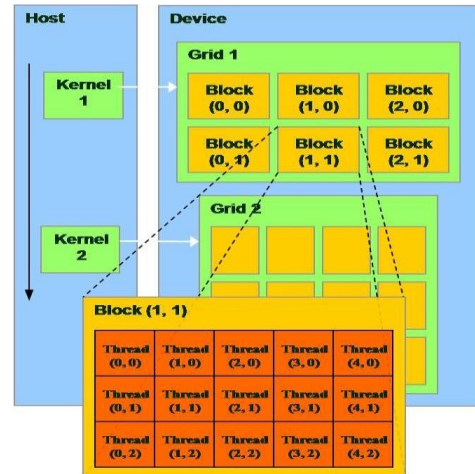 Host
Device
Grid 1
Kernel
1
Block
(0, 0)
Block
(1, 0)
Block
(2, 0)
Block
(0, 1)
Block
(1, 1)
Block
(2, 1)
Grid 2
Kernel
2
Block (1, 1)
Thread
(0, 0)
Thread
(1, 0)
Thread
(2, 0)
Thread
(3, 0)
Thread
(4, 0)
Thread
(0, 1)
Thread
(1, 1)
Thread
(2, 1)
Thread
(3, 1)
Thread
(4, 1)
Thread
(0, 2)
Thread
(1, 2)
Thread
(2, 2)
Thread
(3, 2)
Thread
(4, 2)